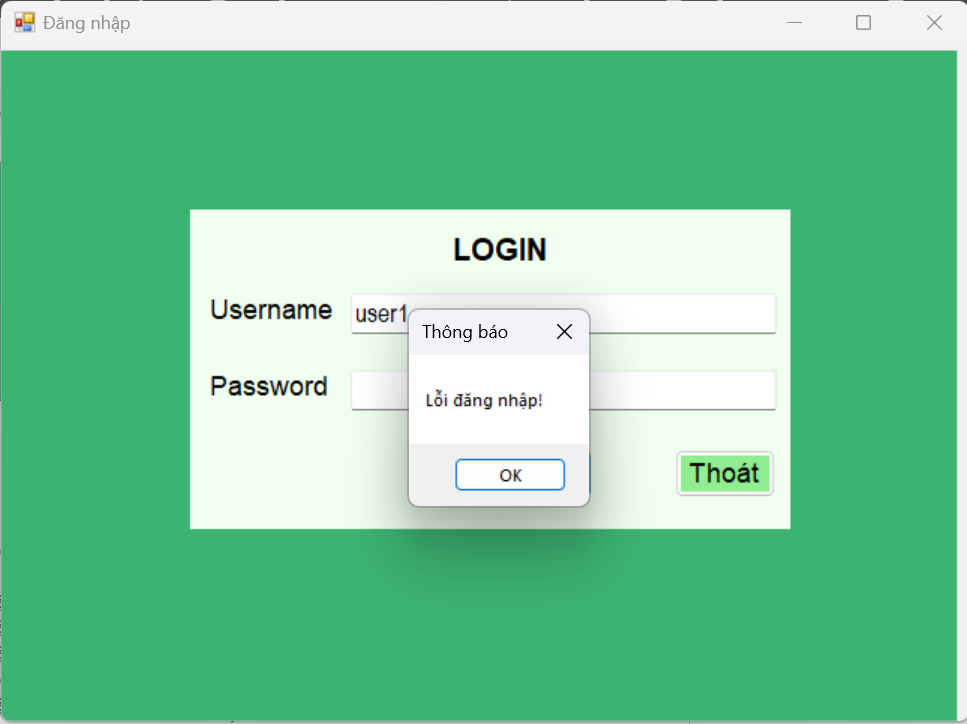 Đăng nhập
LOGIN
Username
user1
Thông báo
Password
Lỗi đăng nhập!
OK
Thoát